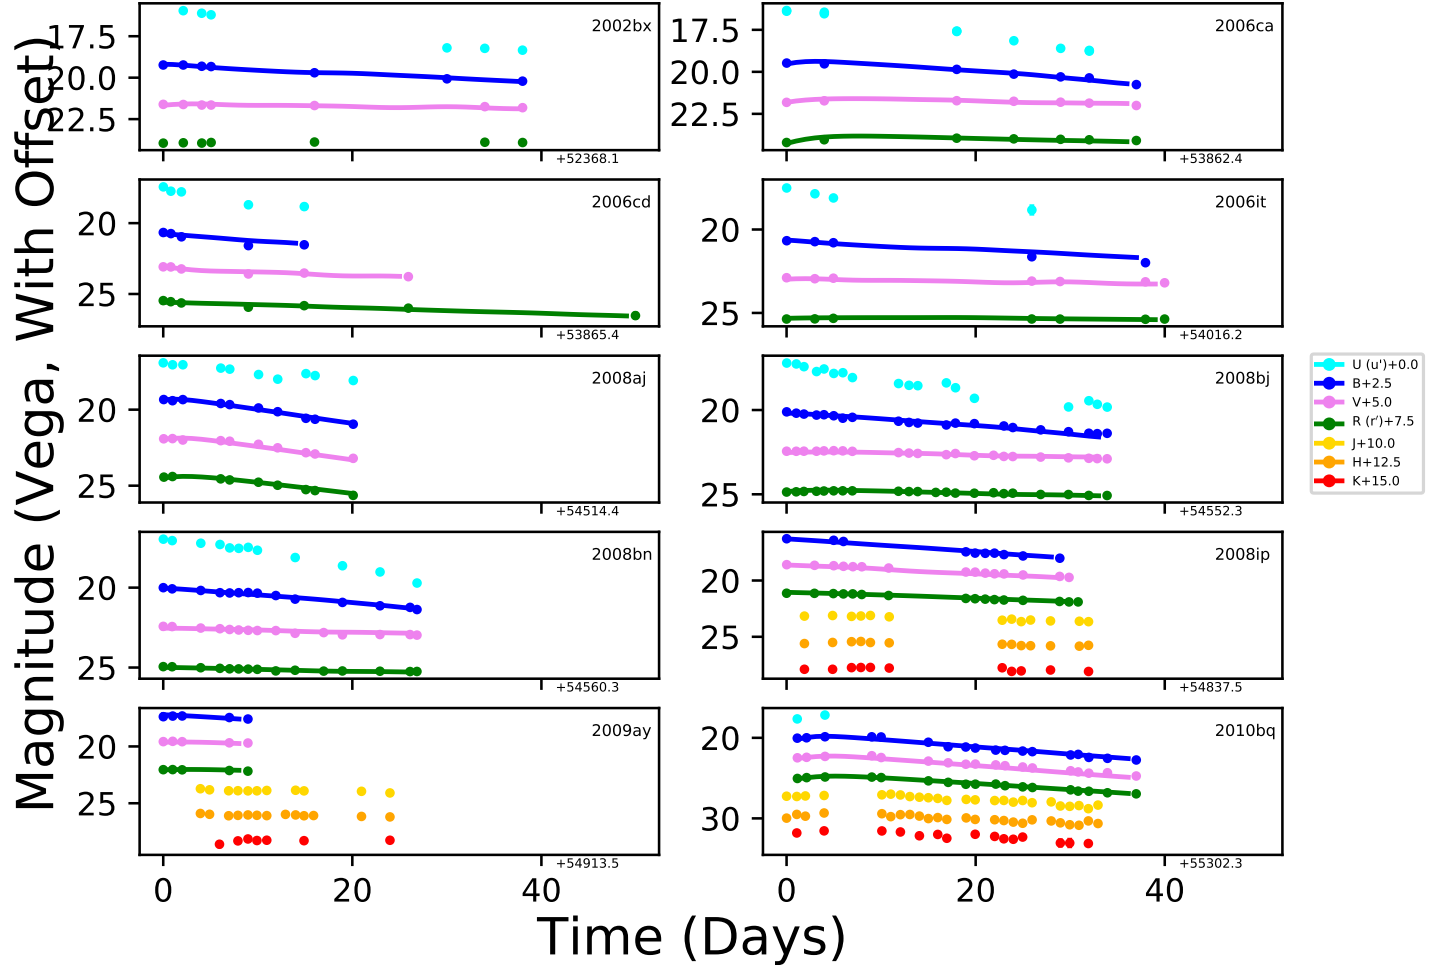 Magnitude (Vega, With Offset)
17.5
20.0
22.5
2002bx
+52368.1
17.5
20.0
22.5
2006ca
+53862.4
20
25
2006cd
+53865.4
20
25
2006it
+54016.2
20
25
2008aj
+54514.4
20
25
2008bj
+54552.3
U (u')+0.0
B+2.5
V+5.0
R (r')+7.5
J+10.0
H+12.5
K+15.0
20
25
2008bn
+54560.3
20
25
2008ip
+54837.5
20
25
2009ay
+54913.5
0
20
40
20
30
2010bq
+55302.3
0
20
40
Time (Days)